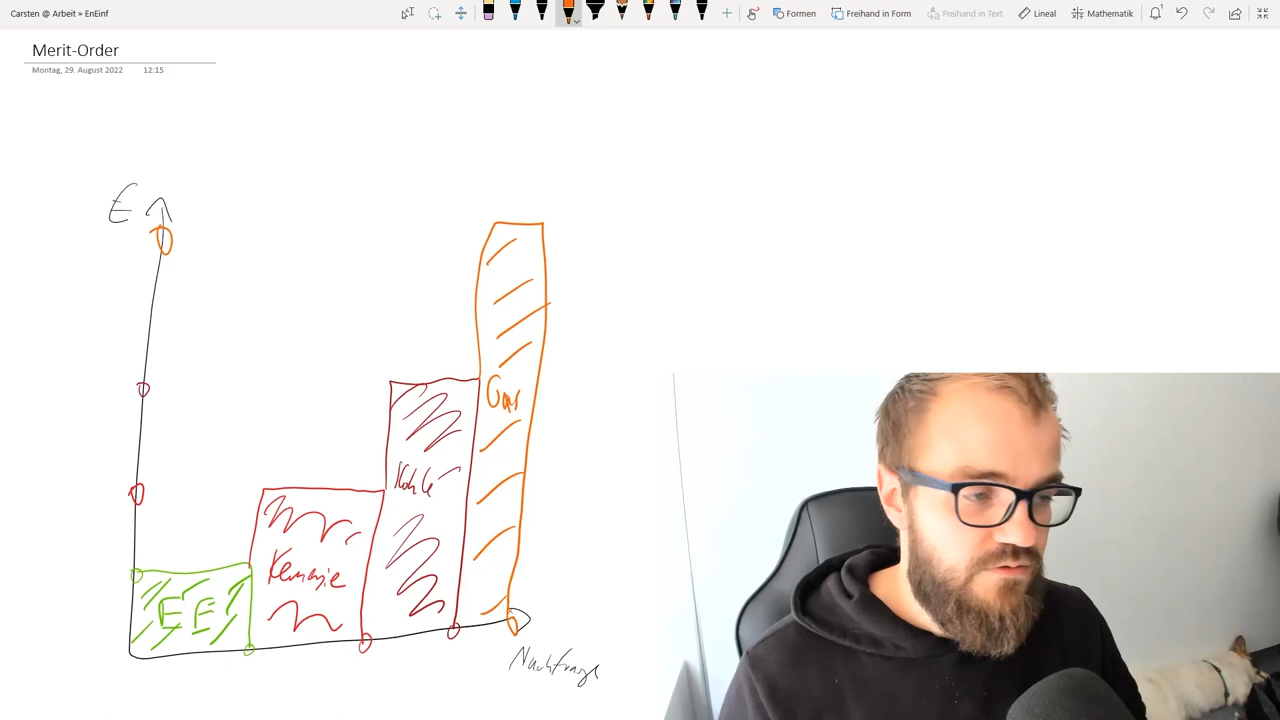 Carsten @ Arbeit » EnEinf
Formen
Freihand in Form
Freihand in Text
Lineal
Mathematik
Merit-Order
Montag, 29. August 2022 12:15
E
Gas
Kohle
Kernenergie
EE
Nachfrage